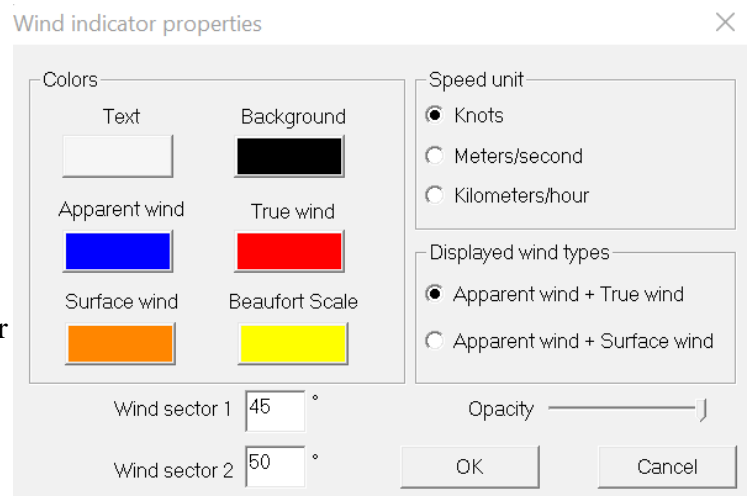 Wind indicator properties
Colors
Text Background
Apparent wind True wind
Surface wind Beaufort Scale
r
Speed unit
Knots
Meters/second
Kilometers/hour
Displayed wind types
Apparent wind + True wind
Apparent wind + Surface wind
Wind sector 1 45 °
Wind sector 2 50 °
Opacity
OK Cancel